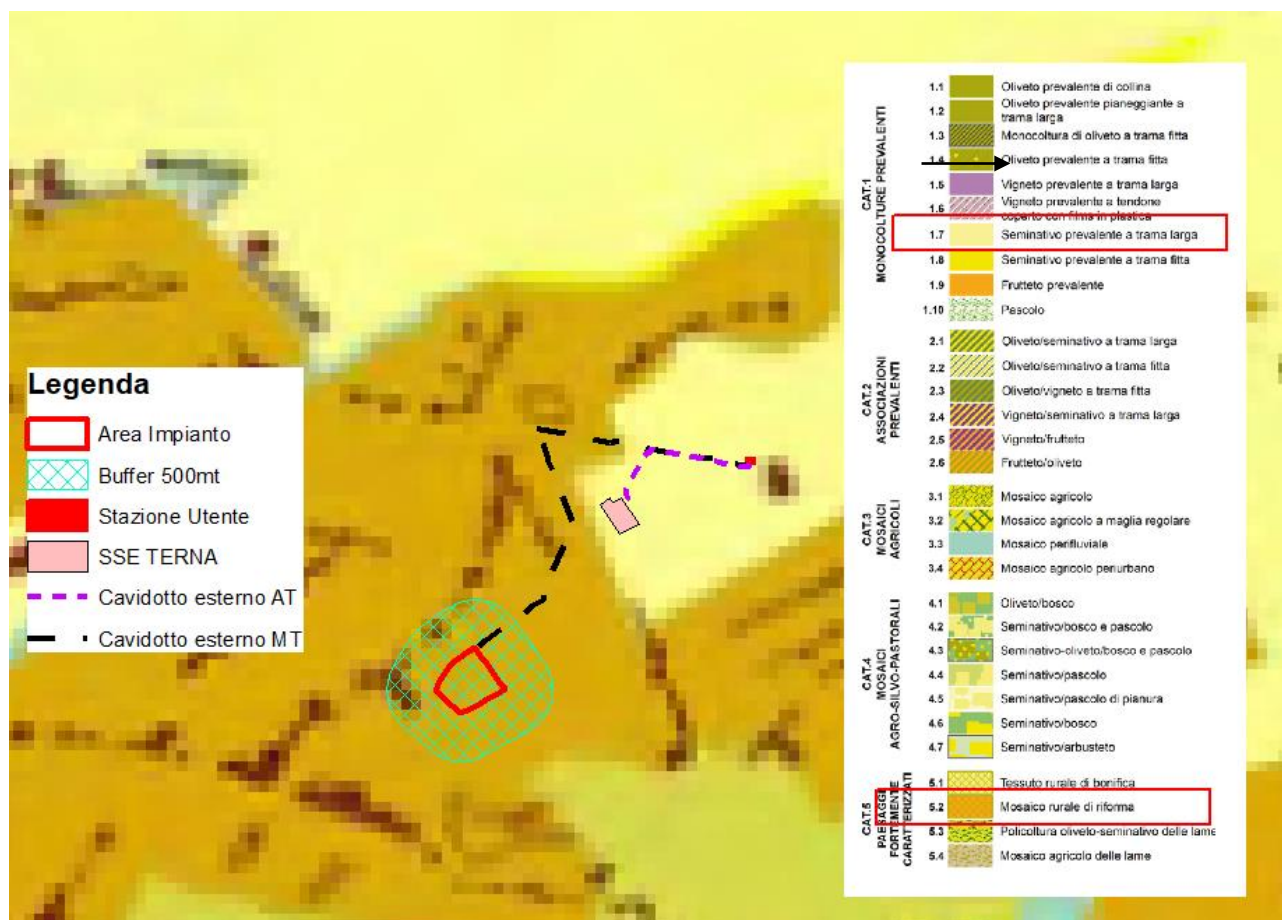 Legenda
Area Impianto
Buffer 500mt
Stazione Utente
SSE TERNA
Cavidotto esterno AT
Cavidotto esterno MT
CAT.1
MONOCOLTURE PREVALENTI
1.1 Oliveto prevalente di collina
1.2 Oliveto prevalente pianeggiante a
trama larga
1.3 Monocoltura di oliveto a trama fitta
1.4 Oliveto prevalente a trama fitta
1.5 Vigneto prevalente a trama larga
1.6 Vigneto prevalente a tendone
coperto con films in plastica
1.7 Seminativo prevalente a trama larga
1.8 Seminativo prevalente a trama fitta
1.9 Frutteto prevalente
1.10 Pascolo
CAT.2
ASSOCIAZIONI
PREVALENTI
2.1 Oliveto/seminativo a trama larga
2.2 Oliveto/seminativo a trama fitta
2.3 Oliveto/vigneto a trama fitta
2.4 Vigneto/seminativo a trama larga
2.5 Vigneto/frutteto
2.6 Frutteto/oliveto
CAT.3
MOSAICI
AGRICOLI
3.1 Mosaico agricolo
3.2 Mosaico agricolo a maglia regolare
3.3 Mosaico perifluviale
3.4 Mosaico agricolo periurbano
CAT.4
MOSAICI
AGRO-SILVO-PASTORALI
4.1 Oliveto/bosco
4.2 Seminativo/bosco e pascolo
4.3 Seminativo-oliveto/bosco e pascolo
4.4 Seminativo/pascolo
4.5 Seminativo/pascolo di pianura
4.6 Seminativo/bosco
4.7 Seminativo/arbusteto
CAT.5
PAESAGGI
FORTEMENTE
CARATTERIZZATI
5.1 Tessuto rurale di bonifica
5.2 Mosaico rurale di riforma
5.3 Policoltura oliveto-seminativo delle lame
5.4 Mosaico agricolo delle lame